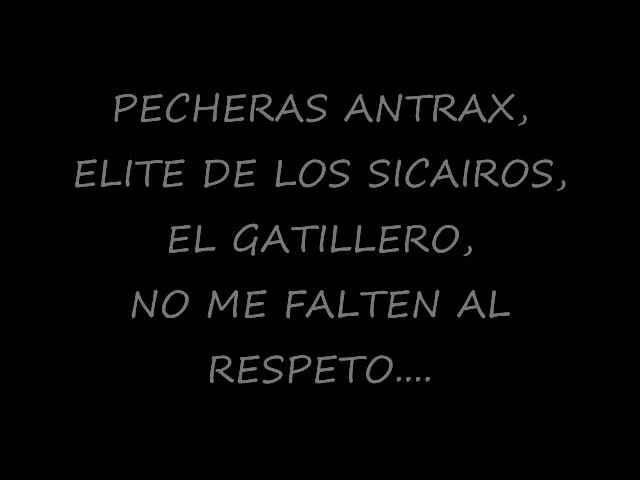 PECHERAS ANTRAX,
ELITE DE LOS SICAIROS,
EL GATILLERO,
NO ME FALTEN AL
RESPETO....